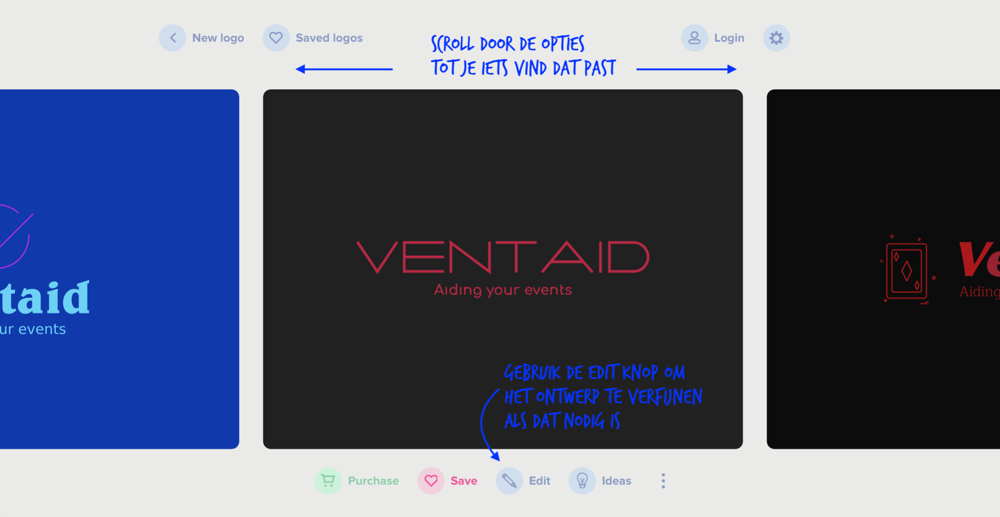 New logo
Saved logos
SCROLL DOOR DE OPTIES
TOT JE IETS VIND DAT PAST
Login
taid
ur events
VENTAID
Aiding your events
Ve
Aiding
GEBRUIK DE EDIT KNOP OM
HET ONTWERP TE VERFIJNEN
ALS DAT NODIG IS
Purchase
Save
Edit
Ideas